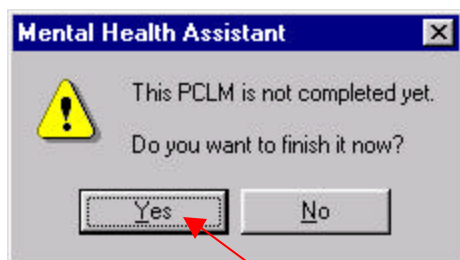 Mental Health Assistant
This PCLM is not completed yet.
Do you want to finish it now?
Yes No